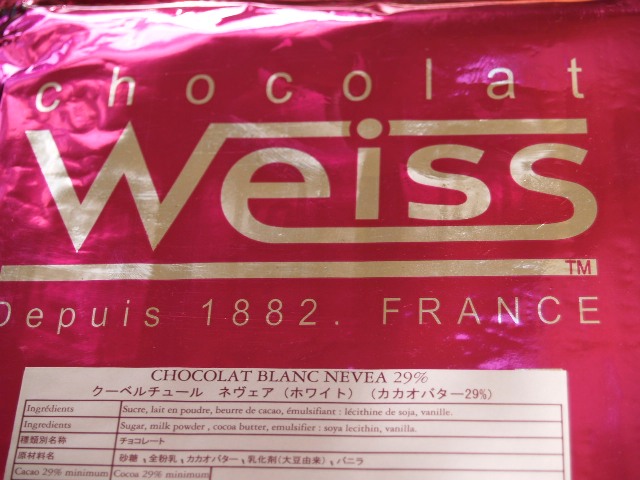 chocolat
Weiss
TM
Depuis 1882. FRANCE
CHOCOLAT BLANC NEVEA 29%
クーベルチュール ネヴェア (ホワイト) (カカオバター29%)
Ingrédients Sucre, lait en poudre, beurre de cacao, émulsifiant : lécithine de soja, vanille.
Ingredients Sugar, milk powder , cocoa butter, emulsifier : soya lecithin, vanilla.
種類別名称 チョコレート
原材料名 砂糖、全粉乳、カカオバター、乳化剤(大豆由来)、バニラ
Cacao 29% minimum Cocoa 29% minimum